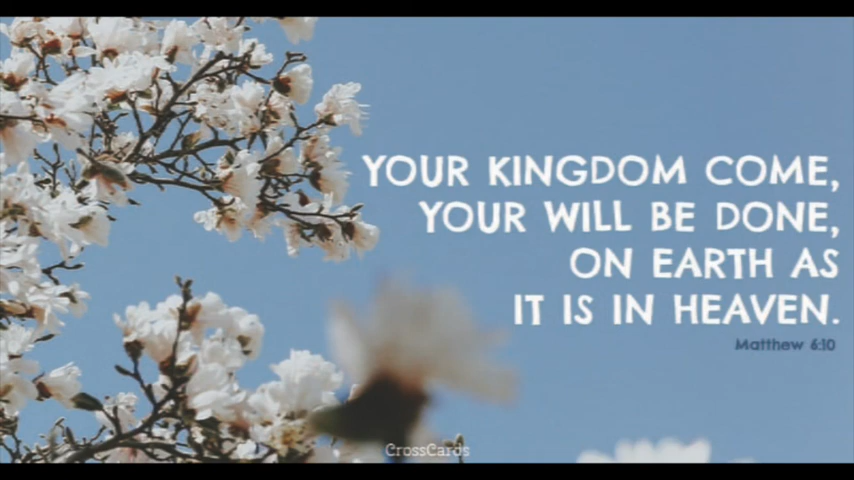 YOUR KINGDOM COME,
YOUR WILL BE DONE,
ON EARTH AS
IT IS IN HEAVEN.
Matthew 6:10
CrossCards